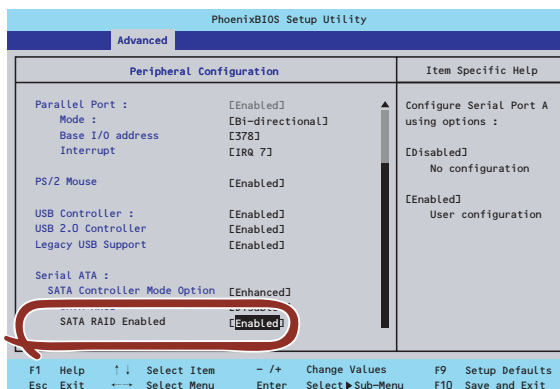 PhoenixBIOS Setup Utility
Advanced
Peripheral Configuration
Item Specific Help
Parallel Port : [Enabled]
Mode : [Bi-directional]
Base I/O address [378]
Interrupt [IRQ 7]
PS/2 Mouse [Enabled]
USB Controller : [Enabled]
USB 2.0 Controller [Enabled]
Legacy USB Support [Enabled]
Serial ATA :
SATA Controller Mode Option [Enhanced]
SATA RAID Enabled [Enabled]
Configure Serial Port A
using options :
[Disabled]
No configuration
[Enabled]
User configuration
F1 Help ↑↓ Select Item - /+ Change Values F9 Setup Defaults
Esc Exit ←→ Select Menu Enter Select▶Sub-Menu F10 Save and Exit